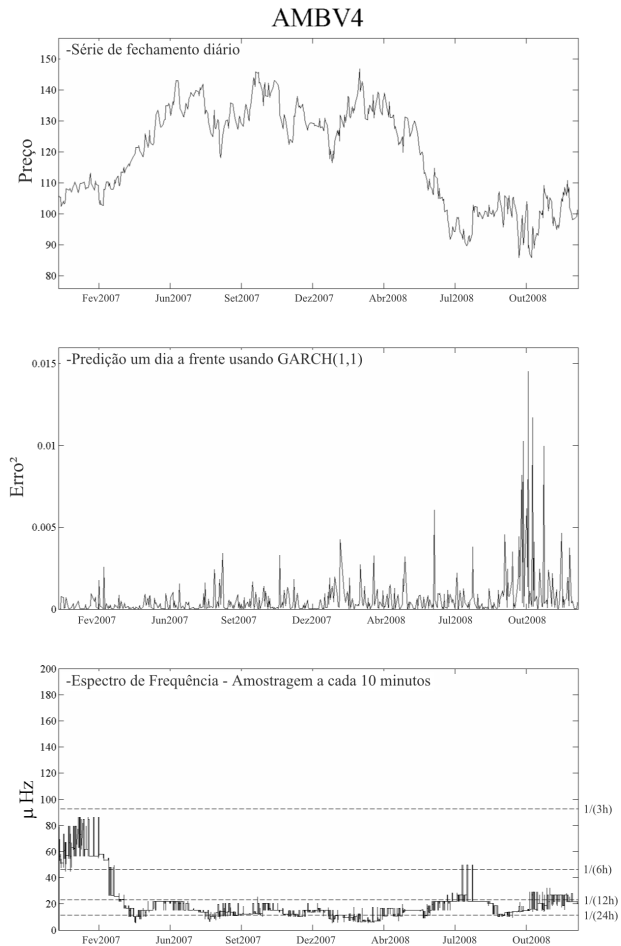 AMBV4
-Série de fechamento diário
150
140
130
120
110
100
90
80
Preço
Fev2007 Jun2007 Set2007 Dez2007 Abr2008 Jul2008 Out2008
-Predição um dia a frente usando GARCH(1,1)
0.015
0.01
0.005
0
Erro²
Fev2007 Jun2007 Set2007 Dez2007 Abr2008 Jul2008 Out2008
-Espectro de Frequência - Amostragem a cada 10 minutos
200
180
160
140
120
100
80
60
40
20
0
μ Hz
1/(3h)
1/(6h)
1/(12h)
1/(24h)
Fev2007 Jun2007 Set2007 Dez2007 Abr2008 Jul2008 Out2008